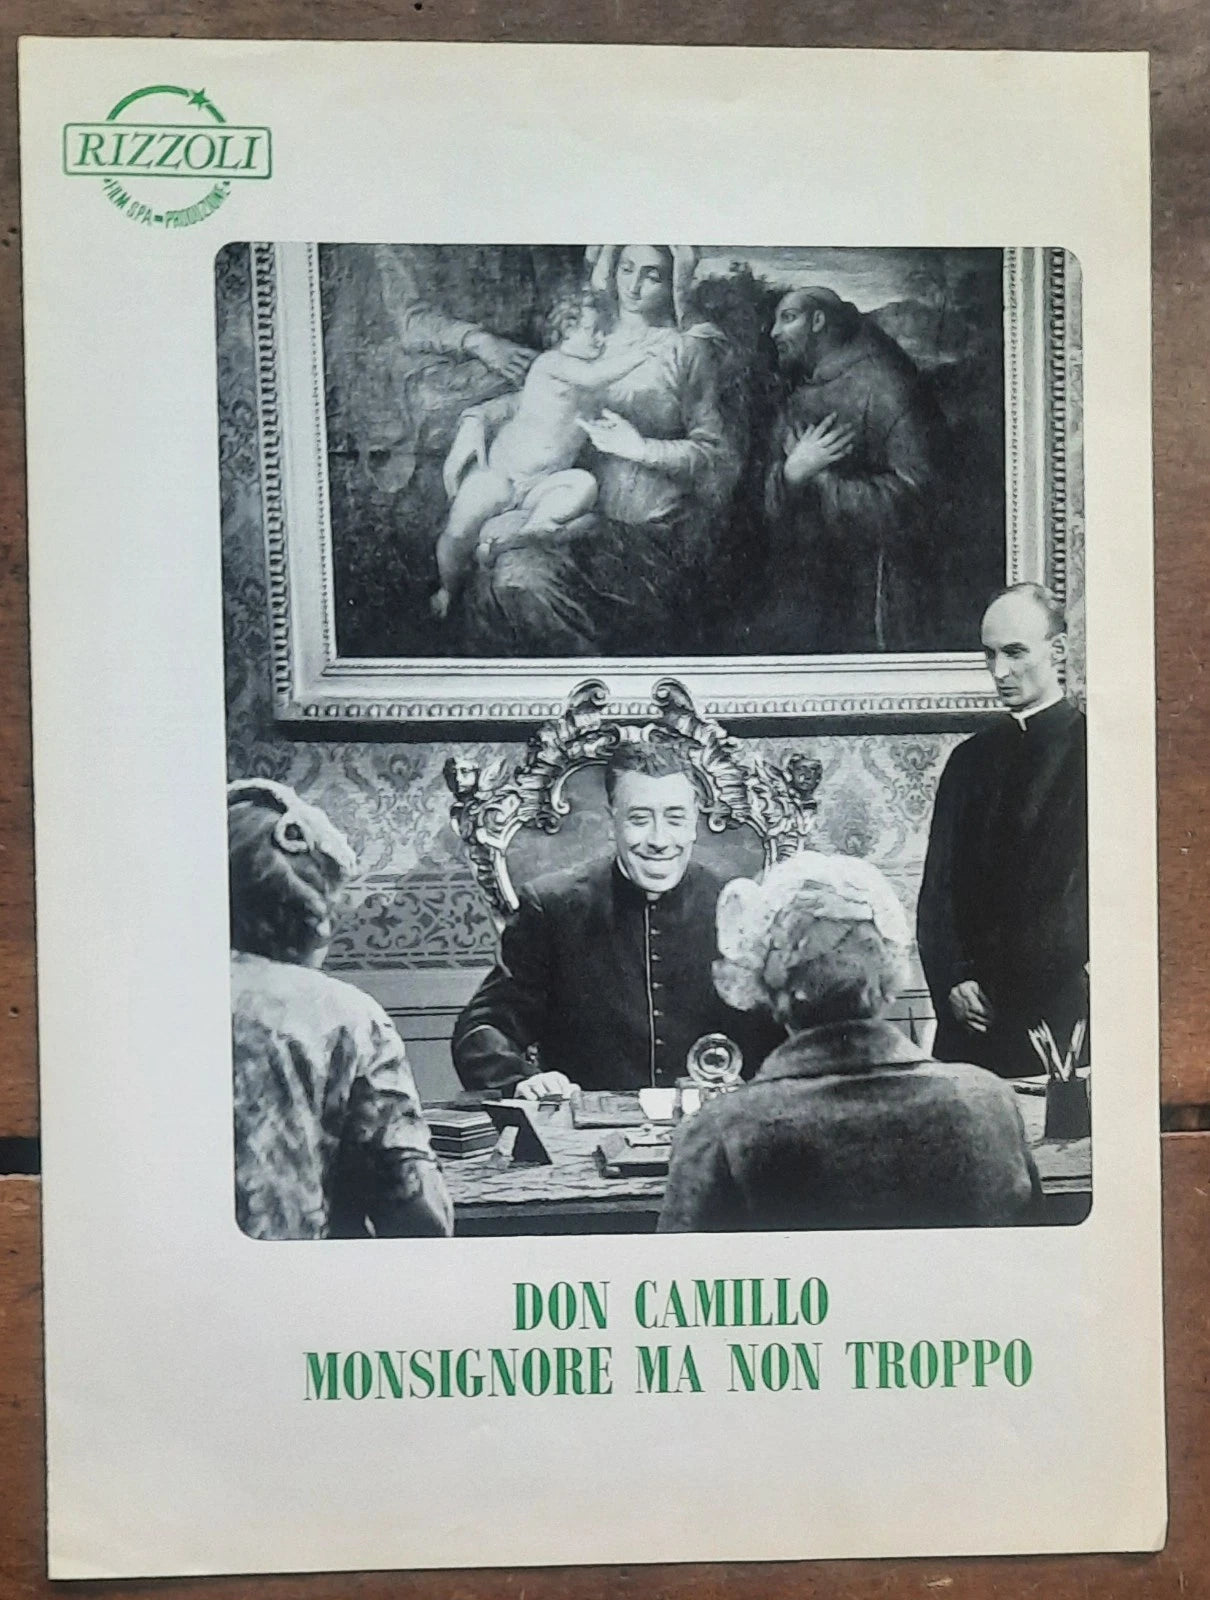 RIZZOLI
FILM SPA=PRODUZIONE
DON CAMILLO
MONSIGNORE MA NON TROPPO